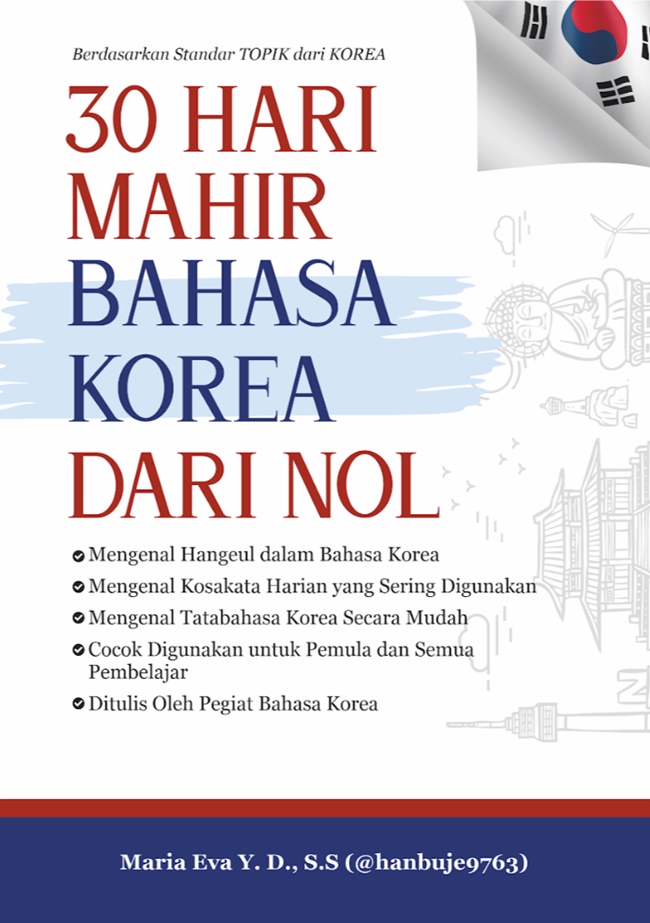 Berdasarkan Standar TOPIK dari KOREA
30 HARI
MAHIR
BAHASA
KOREA
DARI NOL
Mengenal Hangeul dalam Bahasa Korea
Mengenal Kosakata Harian yang Sering Digunakan
Mengenal Tatabahasa Korea Secara Mudah
Cocok Digunakan untuk Pemula dan Semua
Pembelajar
Ditulis Oleh Pegiat Bahasa Korea
Maria Eva Y. D., S.S (@hanbuje9763)